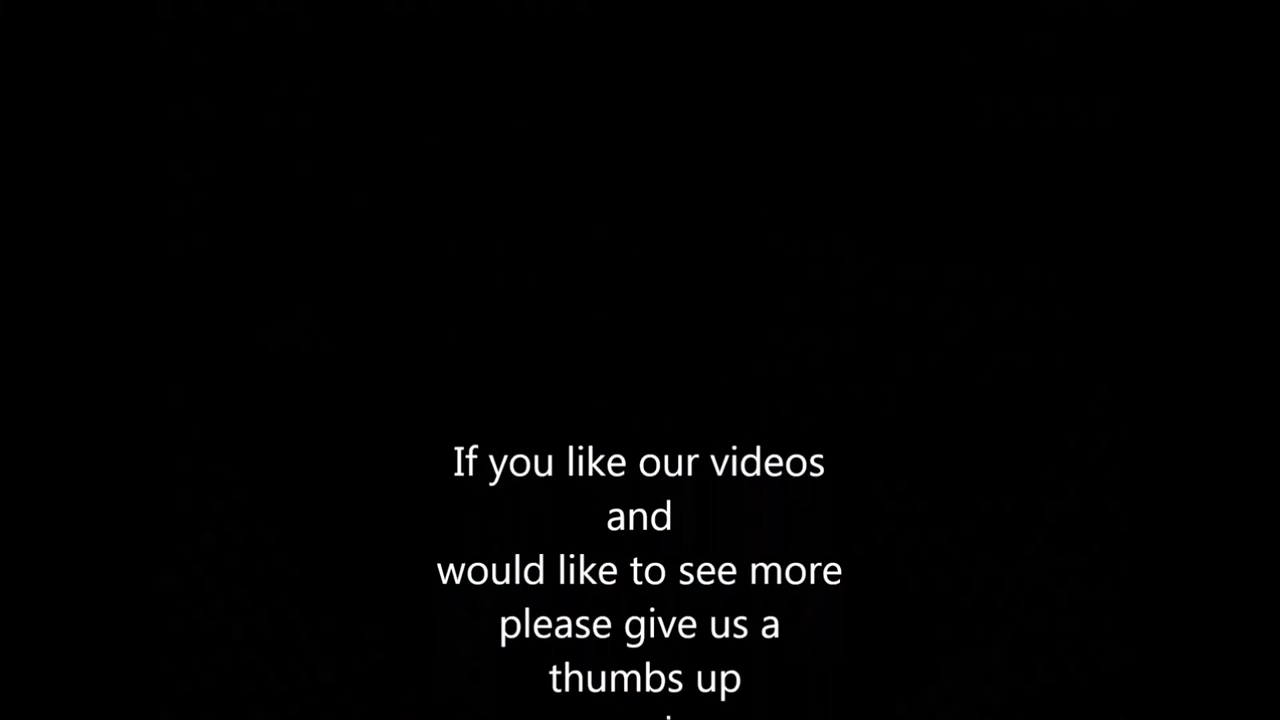 If you like our videos
and
would like to see more
please give us a
thumbs up